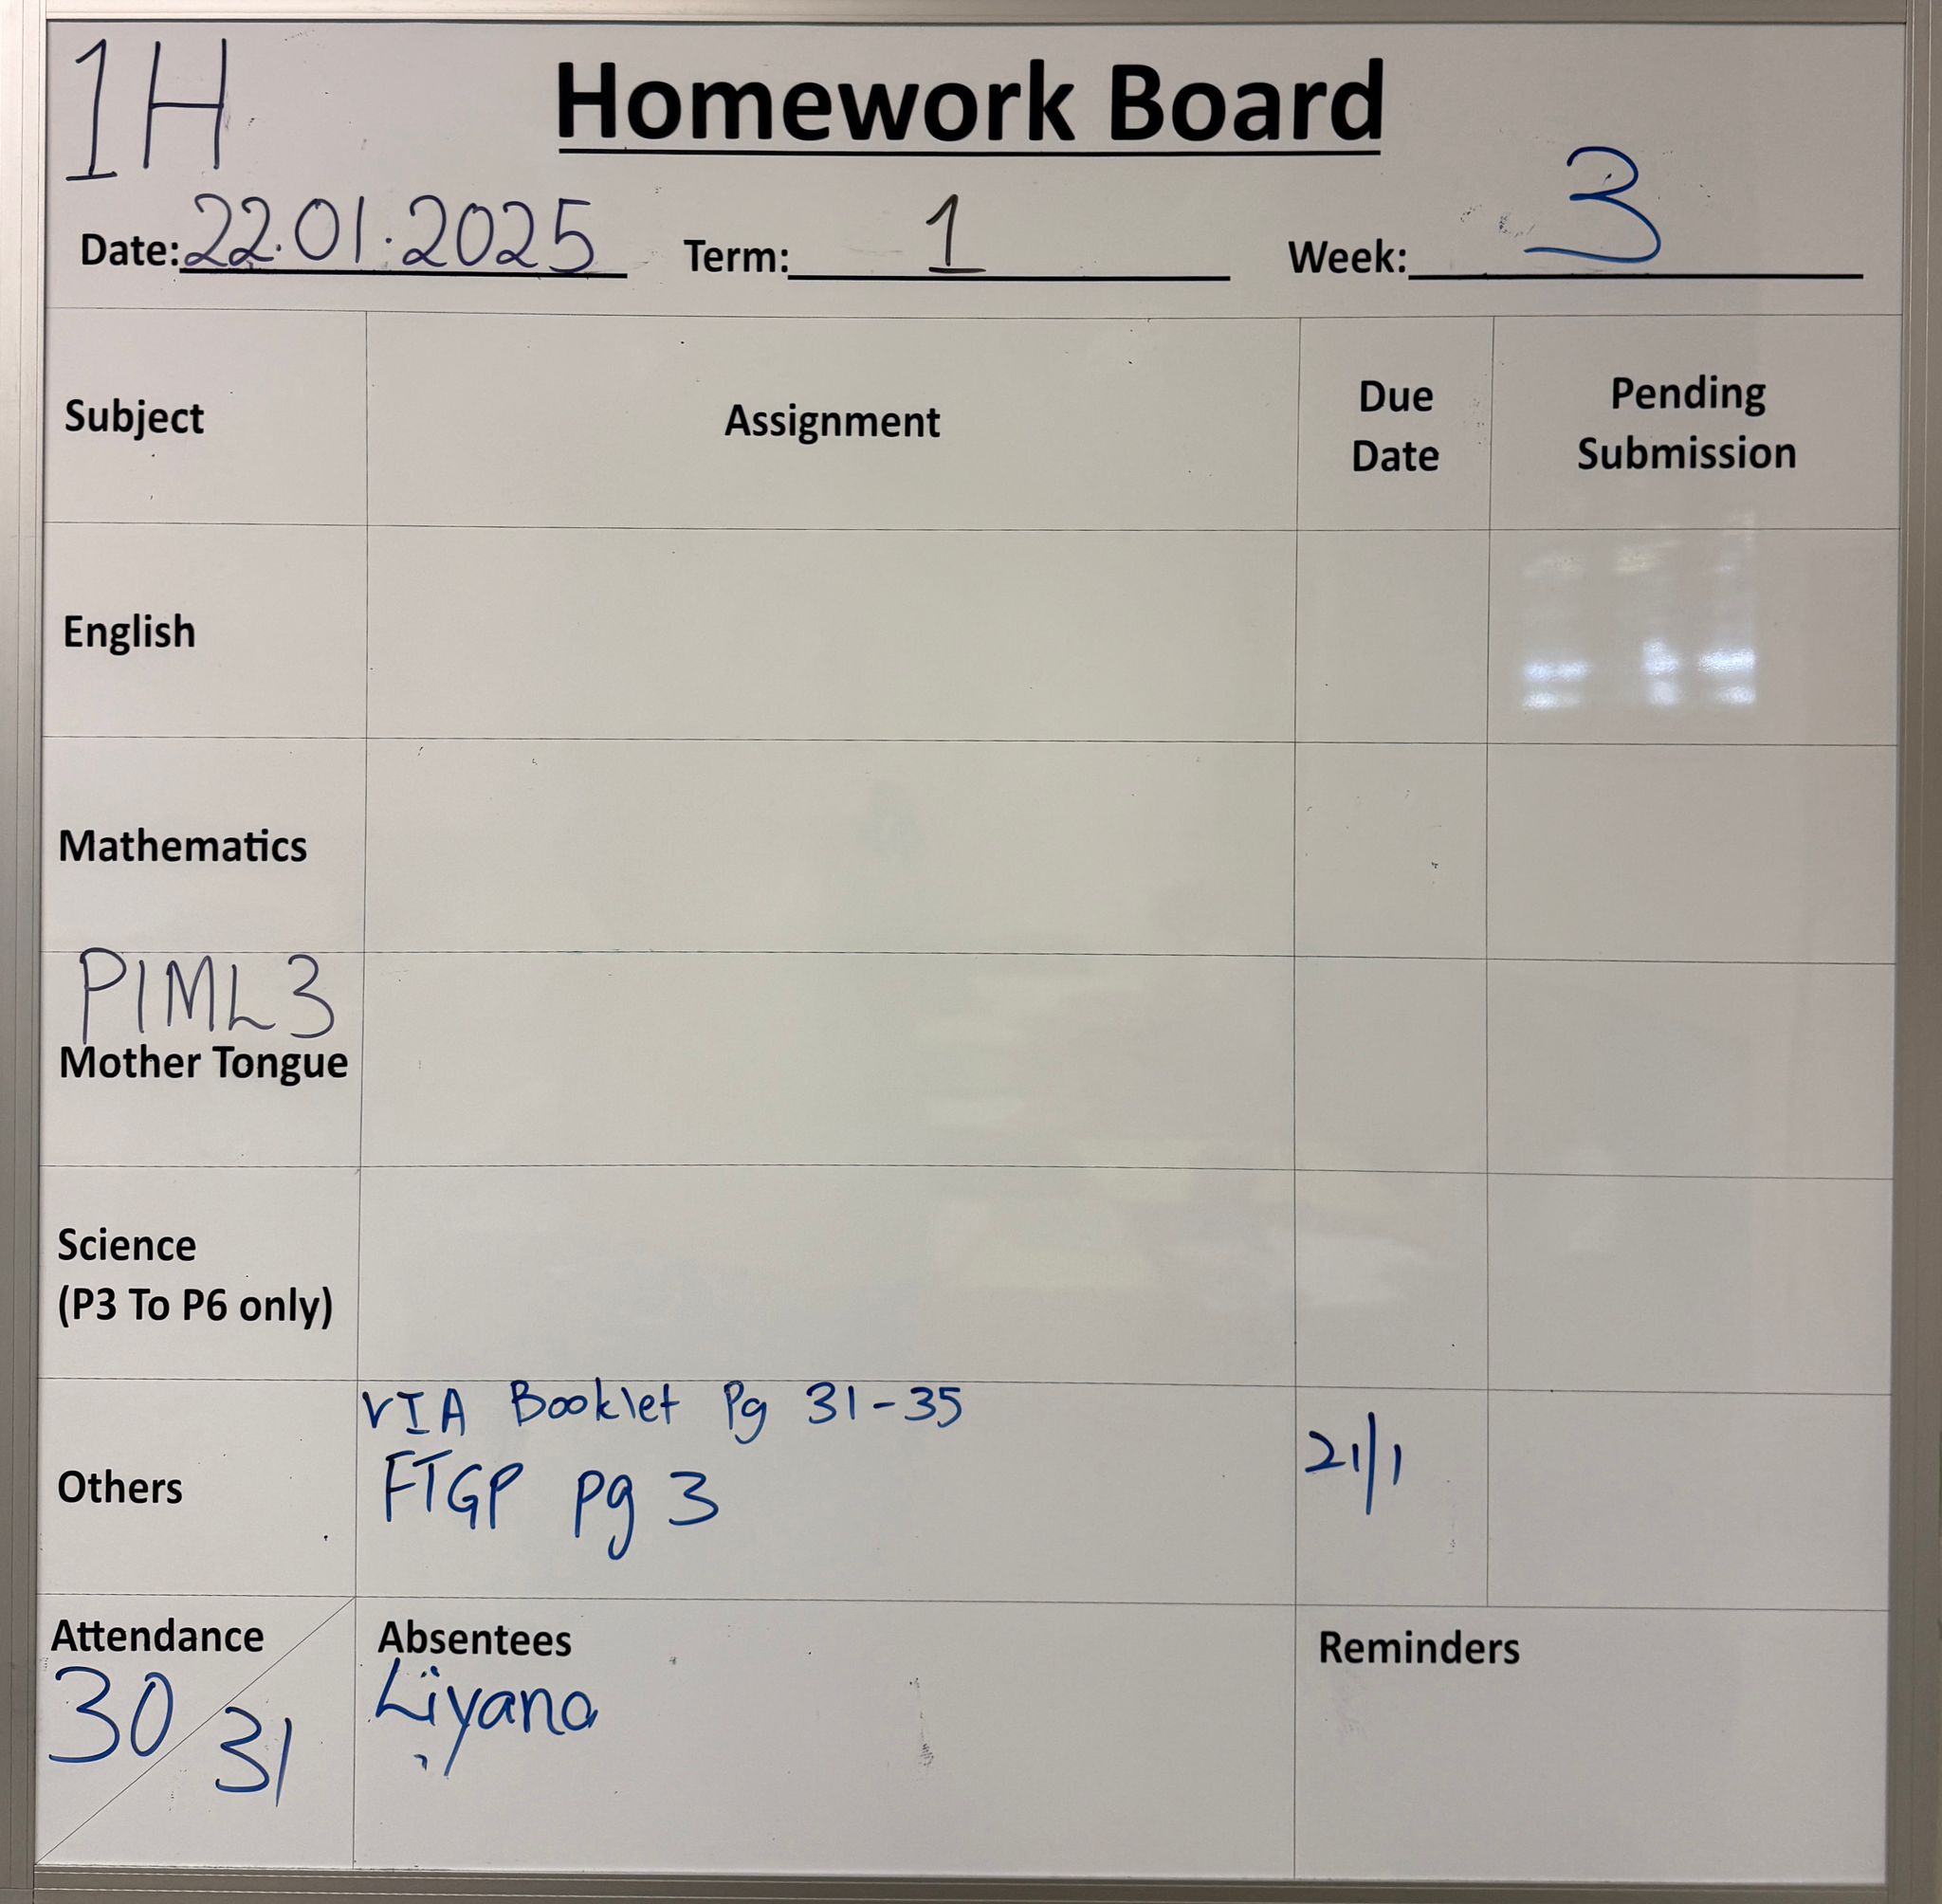 1H
Homework Board
Date: 22.01.2025 Term: 1 Week: 3
Subject Assignment Due Date Pending Submission
English
Mathematics
P1ML3
Mother Tongue
Science
(P3 To P6 only)
Others
VIA Booklet Pg 31-35
FTGP pg 3
21/1
Attendance
30/31
Absentees
Liyana
Reminders